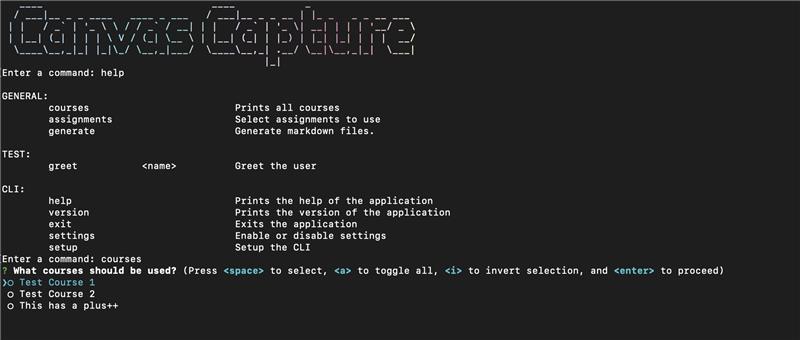 Canvas Capture
Enter a command: help
GENERAL:
courses Prints all courses
assignments Select assignments to use
generate Generate markdown files.
TEST:
greet <name> Greet the user
CLI:
help Prints the help of the application
version Prints the version of the application
exit Exits the application
settings Enable or disable settings
setup Setup the CLI
Enter a command: courses
? What courses should be used? (Press <space> to select, <a> to toggle all, <i> to invert selection, and <enter> to proceed)
❯○ Test Course 1
○ Test Course 2
○ This has a plus++